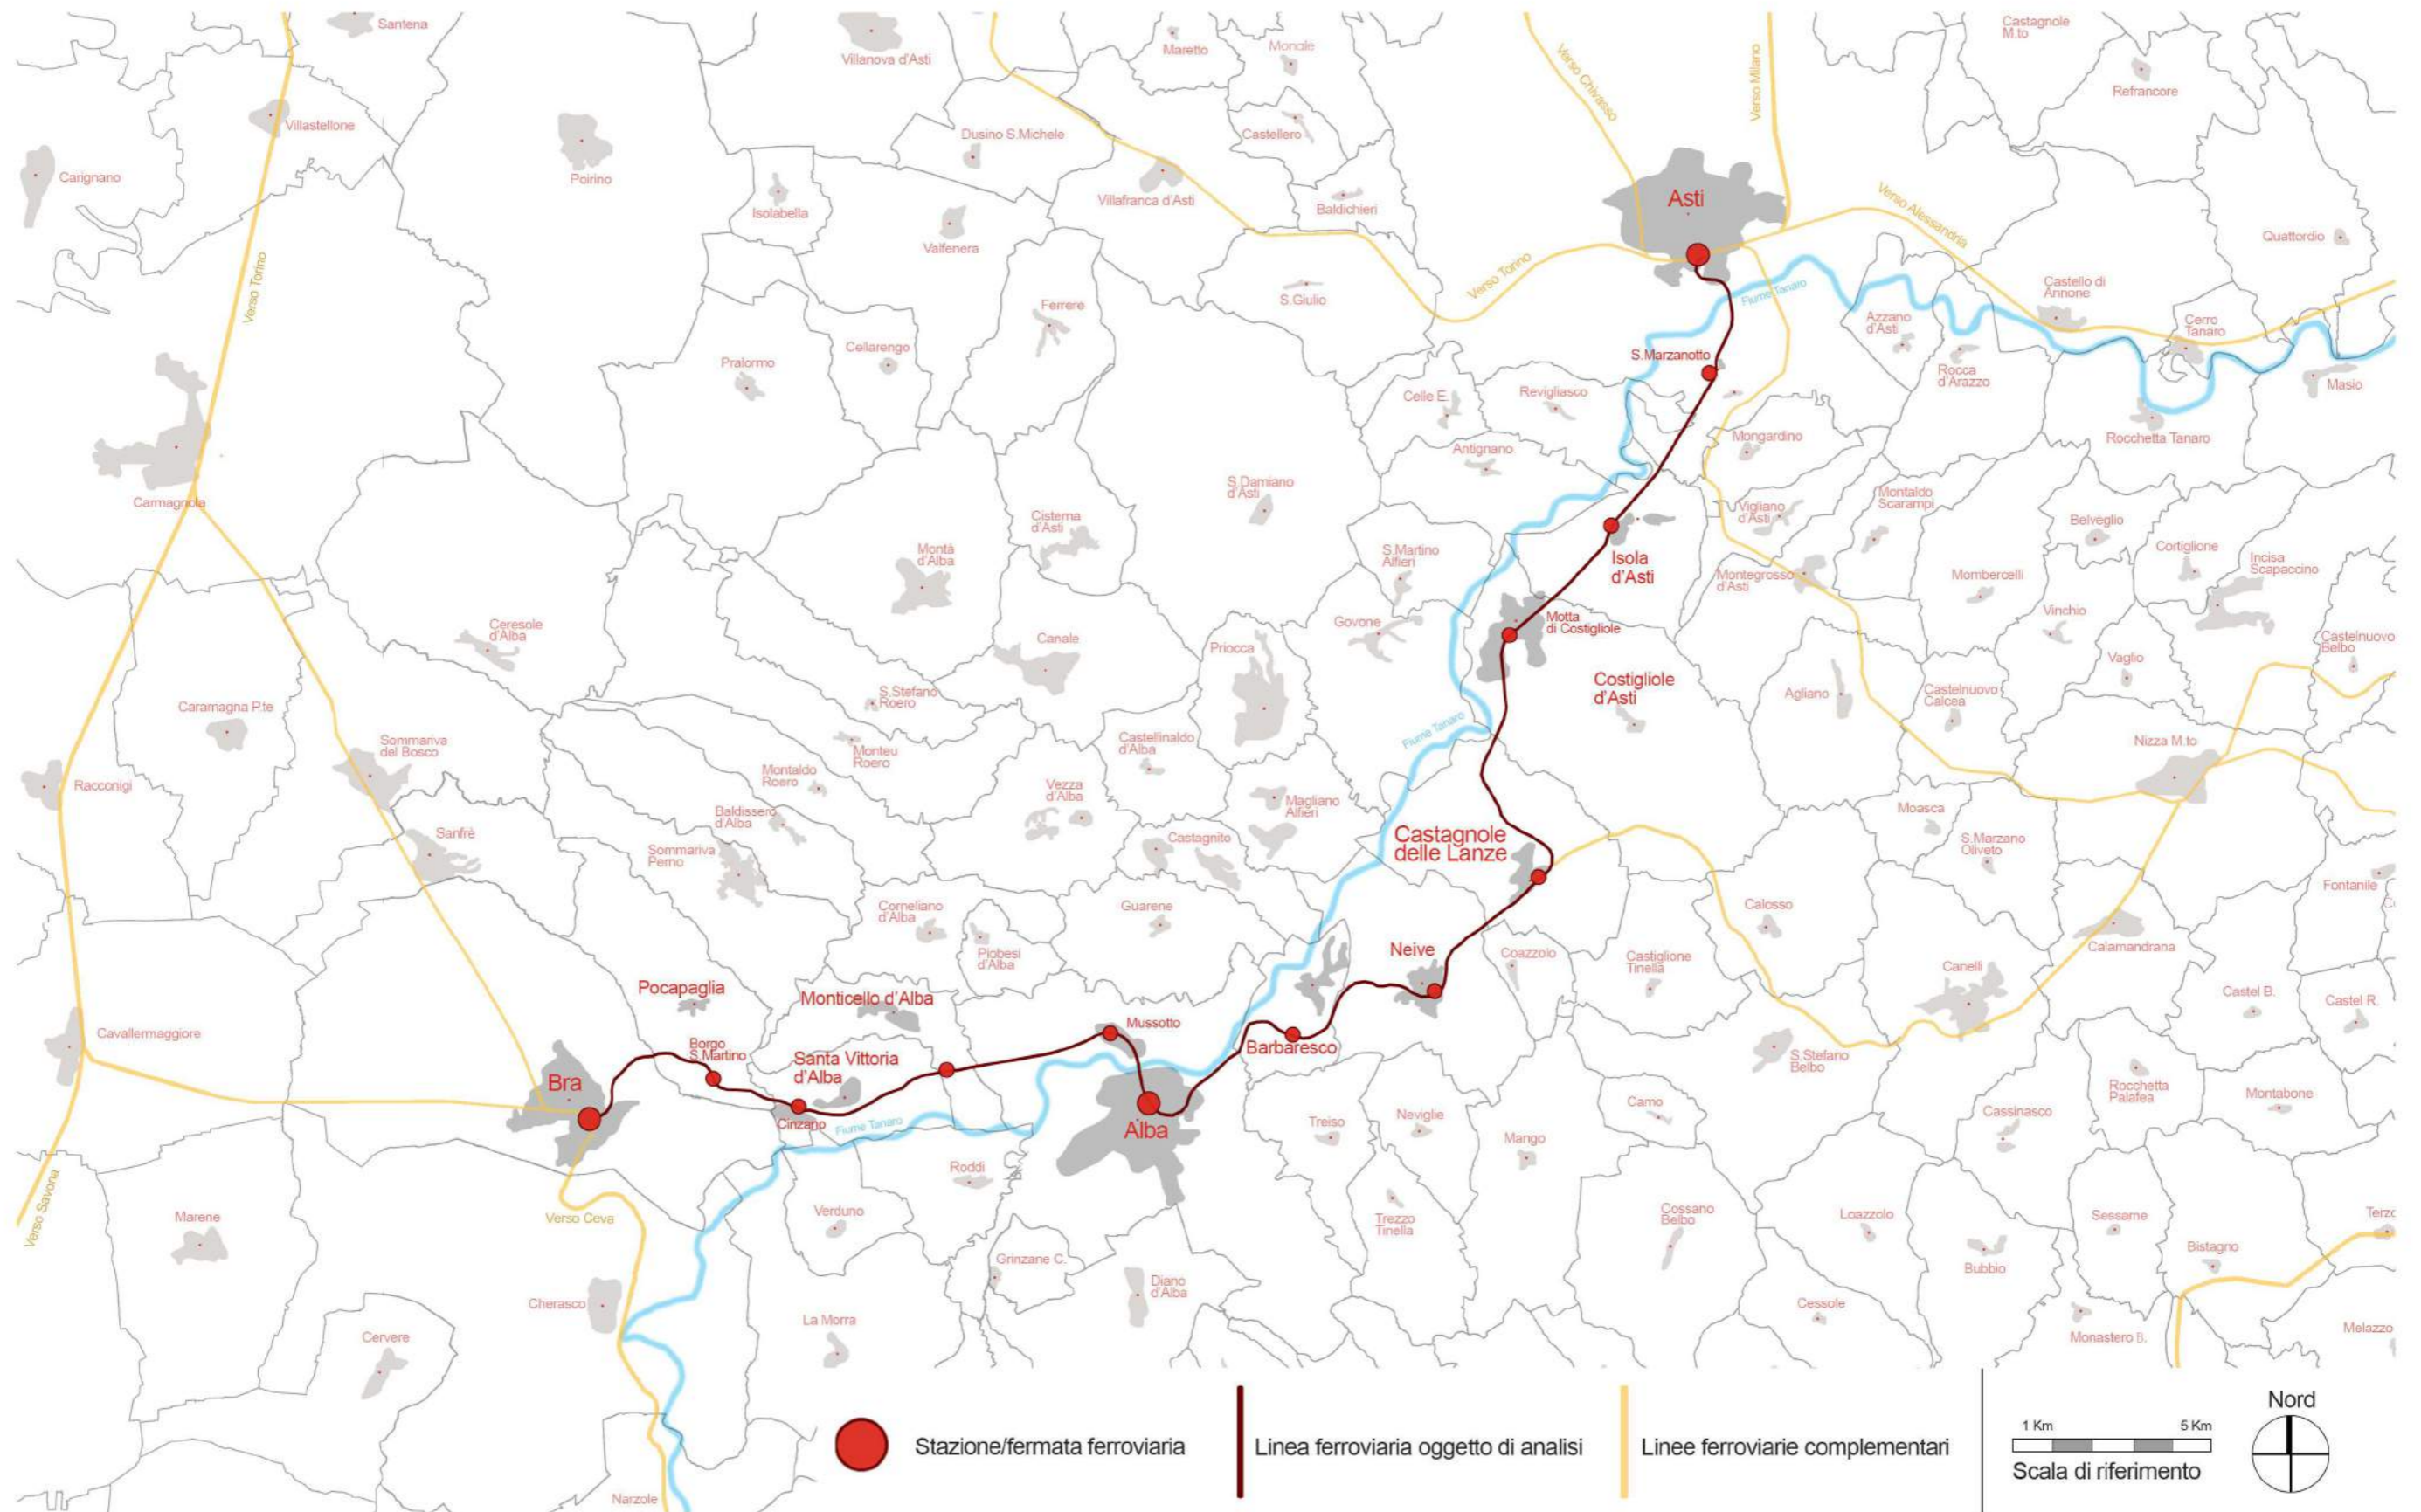 Santena
Villanova d'Asti
Maretto
Monale
Castagnole
M.to
Verso Chivasso
Verso Milano
Refrancore
Villastellone
Dusino S.Michele
Castellero
Carignano
Poirino
Isolabella
Villafranca d'Asti
Baldichieri
Asti
Verso Alessandria
Valfenera
Quattordio
Verso Torino
Verso Torino
S.Giulio
Fiume Tanaro
Castello di
Annone
Ferrere
Azzano
d'Asti
Cerro
Tanaro
Cellarengo
Pralormo
S.Marzanotto
Rocca
d'Arazzo
Masio
Celle E.
Revigliasco
Mongardino
Rocchetta Tanaro
Antignano
Carmagnola
S.Damiano
d'Asti
Montaldo
Scarampi
Vigliano
d'Asti
Cisterna
d'Asti
Belveglio
Montà
d'Alba
S.Martino
Alfieri
Isola
d'Asti
Cortiglione
Incisa
Scapaccino
Montegrosso
d'Asti
Mombercelli
Ceresole
d'Alba
Canale
Govone
Motta
di Costigliole
Vinchio
Castelnuovo
Belbo
Priocca
Vaglio
S.Stefano
Roero
Costigliole
d'Asti
Agliano
Castelnuovo
Calcea
Caramagna P.te
Fiume Tanaro
Sommariva
del Bosco
Monteu
Roero
Castellinaldo
d'Alba
Nizza M.to
Montaldo
Roero
Racconigi
Vezza
d'Alba
Magliano
Alfieri
Baldissero
d'Alba
Moasca
Sanfrè
Castagnito
Castagnole
delle Lanze
S.Marzano
Oliveto
Sommariva
Perno
Fontanile
Corneliano
d'Alba
Guarene
Calosso
Piobesi
d'Alba
Neive
Coazzolo
Castiglione
Tinella
Calamandrana
Canelli
Pocapaglia
Monticello d'Alba
Castel B.
Castel R.
Cavallermaggiore
Mussotto
Borgo
S.Martino
Barbaresco
Santa Vittoria
d'Alba
S.Stefano
Belbo
Bra
Rocchetta
Palafea
Montabone
Camo
Cassinasco
Cinzano
Fiume Tanaro
Alba
Treiso
Neviglie
Mango
Roddi
Verso Savona
Marene
Verso Ceva
Verduno
Trezzo
Tinella
Cossano
Belbo
Loazzolo
Sessame
Bistagno
Grinzane C.
Bubbio
Diano
d'Alba
Cherasco
Cessole
La Morra
Cervere
Monastero B.
Melazzo
Narzole
Stazione/fermata ferroviaria
Linea ferroviaria oggetto di analisi
Linee ferroviarie complementari
1 Km
5 Km
Scala di riferimento
Nord